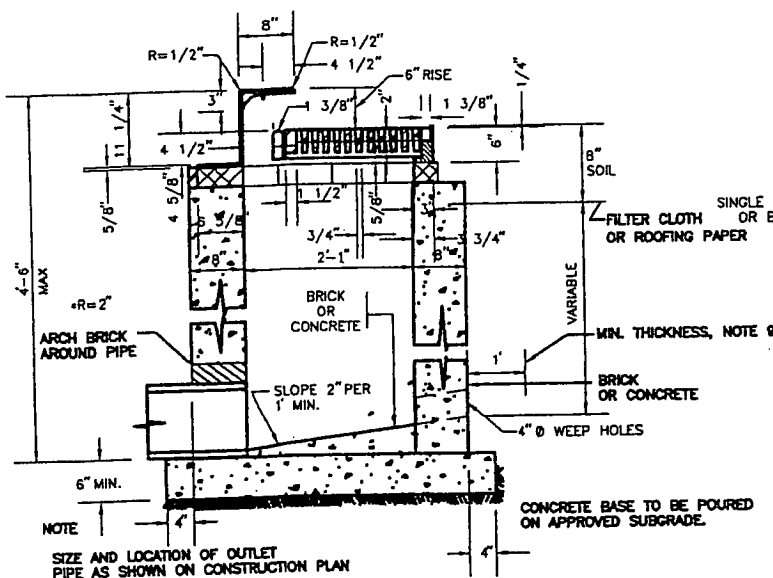 8"
R=1/2"
R=1/2"
4 1/2"
6" RISE
3"
1 3/8"
2"
1 3/8"
1/4"
11 1/4"
4 1/2"
6"
8"
SOIL
5/8"
4 5/8"
6 5/8"
1 1/2"
5/8"
3"
3/4"
3 3/4"
FILTER CLOTH
OR ROOFING PAPER
SINGLE
OR
8"
2'-1"
8"
4'-6"
MAX
VARIABLE
*R=2"
ARCH BRICK
AROUND PIPE
BRICK
OR
CONCRETE
MIN. THICKNESS, NOTE
1'
SLOPE 2" PER
1' MIN.
BRICK
OR CONCRETE
4" Ø WEEP HOLES
6" MIN.
NOTE
4"
CONCRETE BASE TO BE POURED
ON APPROVED SUBGRADE.
SIZE AND LOCATION OF OUTLET
PIPE AS SHOWN ON CONSTRUCTION PLAN
4"